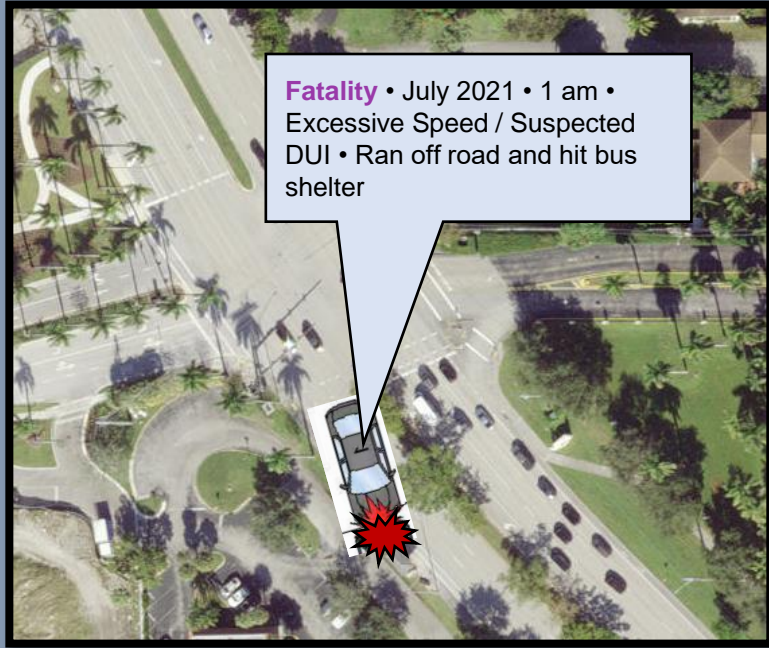 Fatality • July 2021 • 1 am •
Excessive Speed / Suspected
DUI • Ran off road and hit bus
shelter